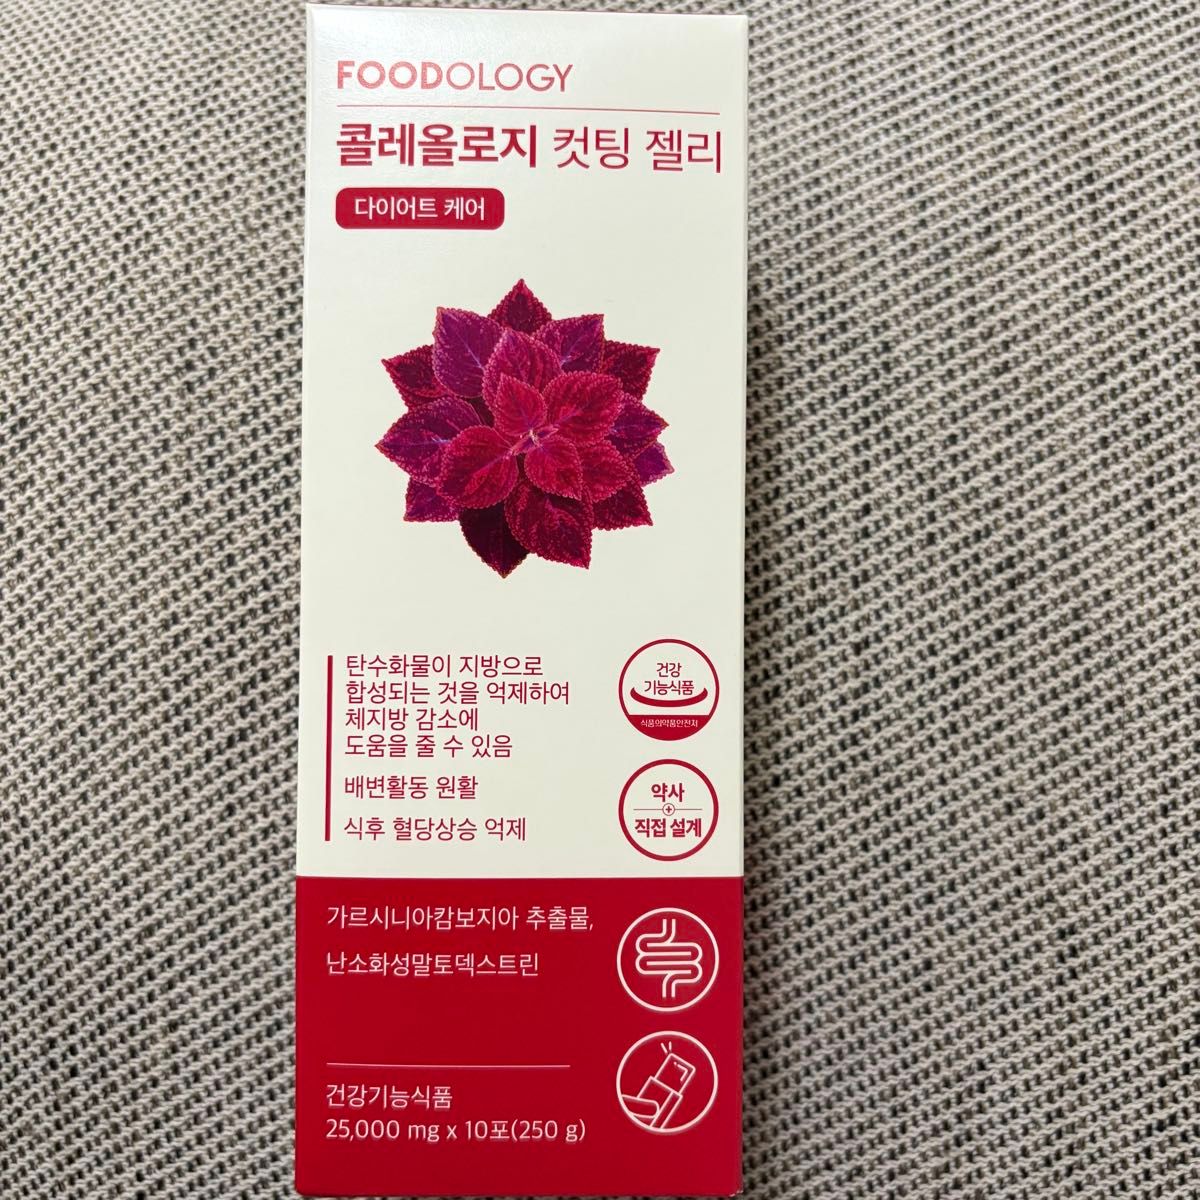 FOODOLOGY
콜레올로지 컷팅 젤리
다이어트 케어
탄수화물이 지방으로
합성되는 것을 억제하여
체지방 감소에
도움을 줄 수 있음
배변활동 원활
식후 혈당상승 억제
건강
기능식품
식품의약품안전처
약사
+
직접 설계
가르시니아캄보지아 추출물,
난소화성말토덱스트린
건강기능식품
25,000 mg x 10포(250 g)